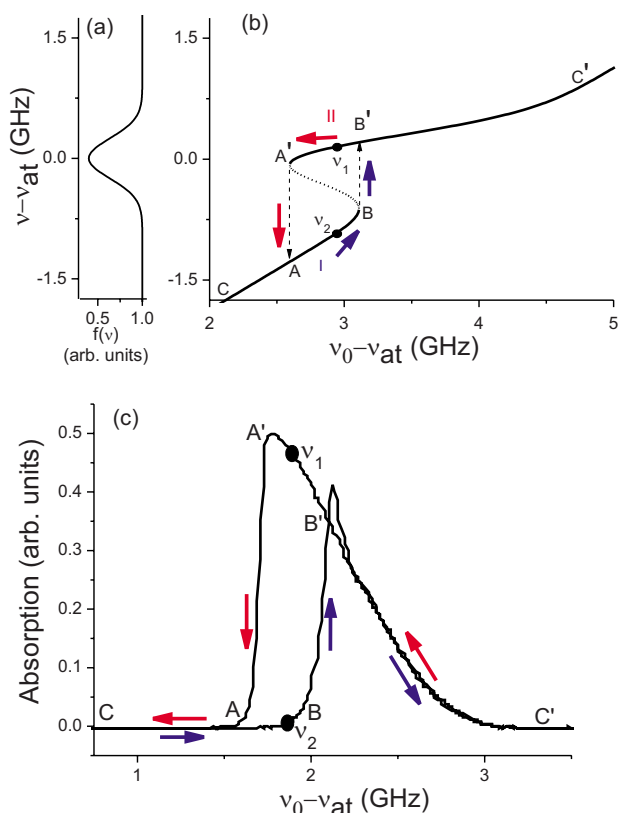 (a)
(b)
ν−νat (GHz)
1.5
0.0
-1.5
0.5
1.0
f(ν)
(arb. units)
1.5
0.0
-1.5
II
A'
ν1
B'
C'
ν2
B
A
I
C
2
3
4
5
ν0−νat (GHz)
(c)
Absorption (arb. units)
0.5
0.4
0.3
0.2
0.1
0.0
A'
ν1
B'
C
A
B
ν2
C'
1
2
3
ν0−νat (GHz)